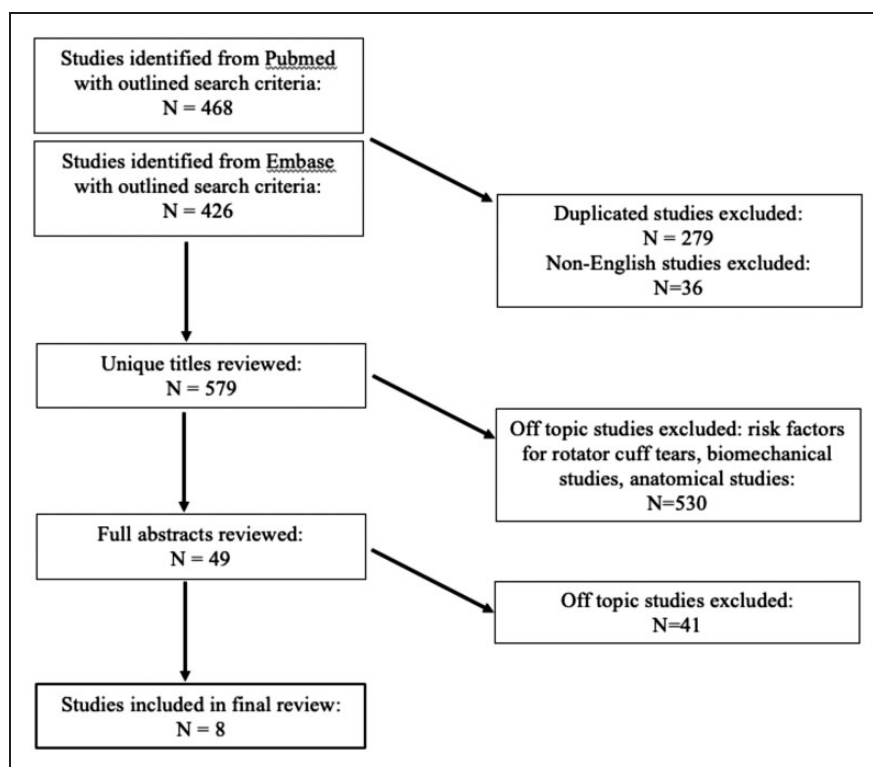 Studies identified from Pubmed
with outlined search criteria:
N = 468
Studies identified from Embase
with outlined search criteria:
N = 426
Duplicated studies excluded:
N = 279
Non-English studies excluded:
N=36
Unique titles reviewed:
N = 579
Off topic studies excluded: risk factors
for rotator cuff tears, biomechanical
studies, anatomical studies:
N=530
Full abstracts reviewed:
N = 49
Off topic studies excluded:
N=41
Studies included in final review:
N = 8